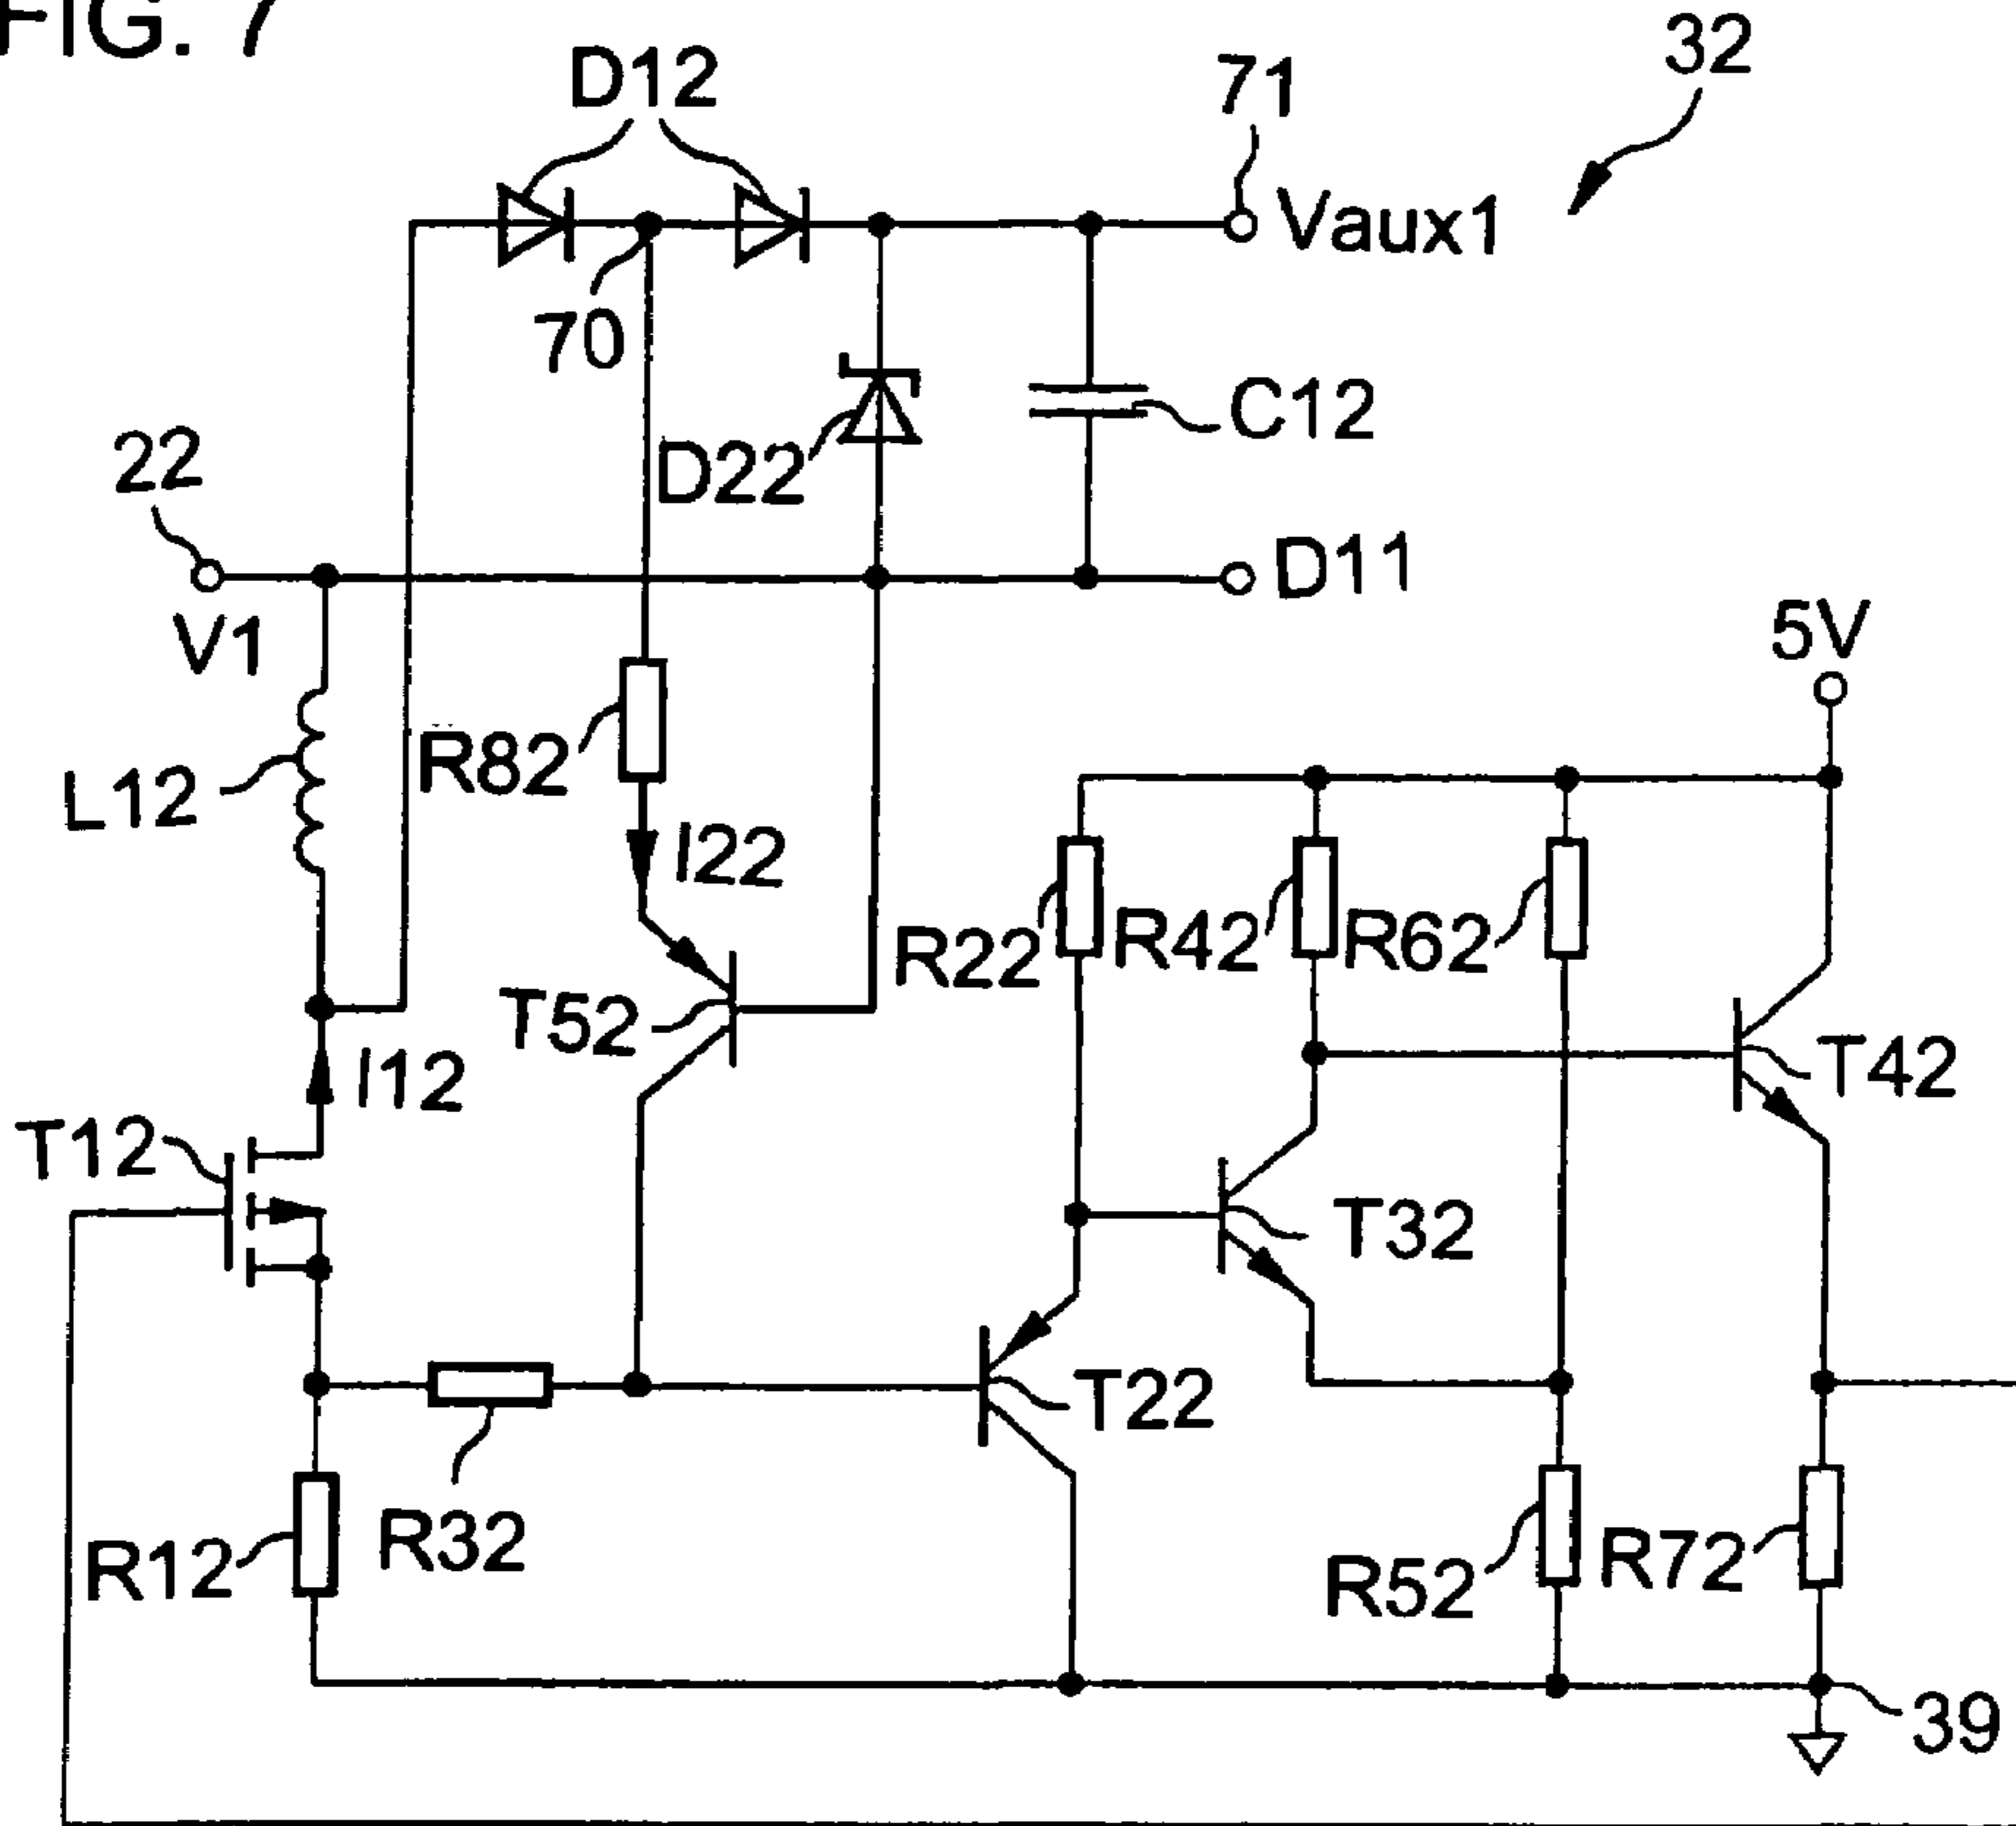 FIG. 7
D12
71
32
Vaux1
70
D22
C12
22
V1
D11
5V
L12
R82
I22
R22
R42
R62
T52
I12
T42
T12
T32
T22
R12
R32
R52
R72
39